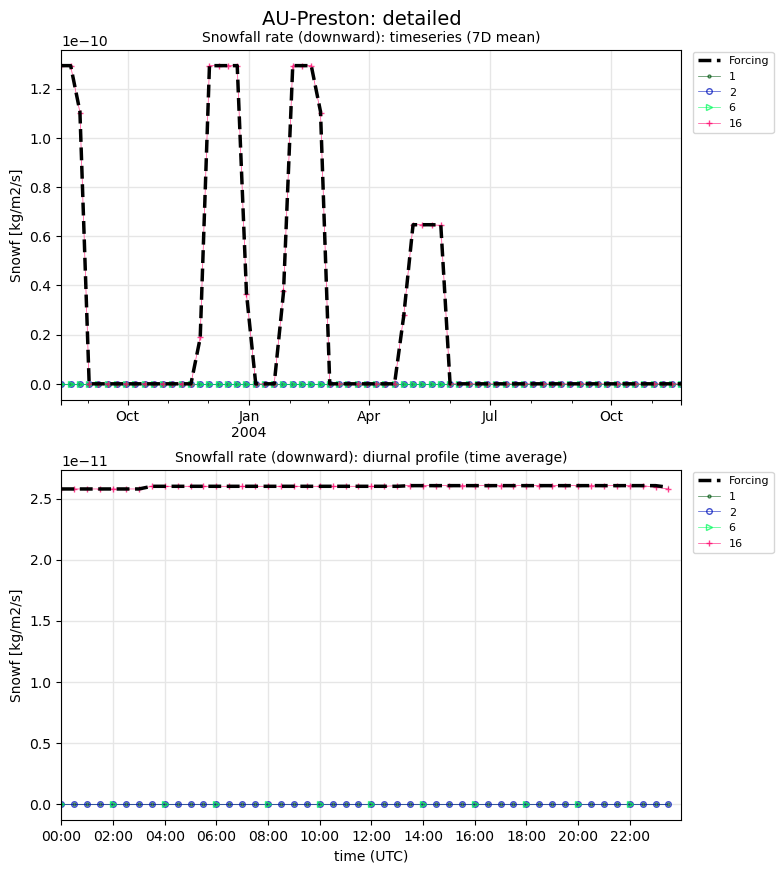 AU-Preston: detailed
Snowfall rate (downward): timeseries (7D mean)
1e−10
Snowf [kg/m2/s]
1.2
1.0
0.8
0.6
0.4
0.2
0.0
Oct
Jan
2004
Apr
Jul
Oct
Forcing
1
2
6
16
Snowfall rate (downward): diurnal profile (time average)
1e−11
Snowf [kg/m2/s]
2.5
2.0
1.5
1.0
0.5
0.0
00:00 02:00 04:00 06:00 08:00 10:00 12:00 14:00 16:00 18:00 20:00 22:00
time (UTC)
Forcing
1
2
6
16